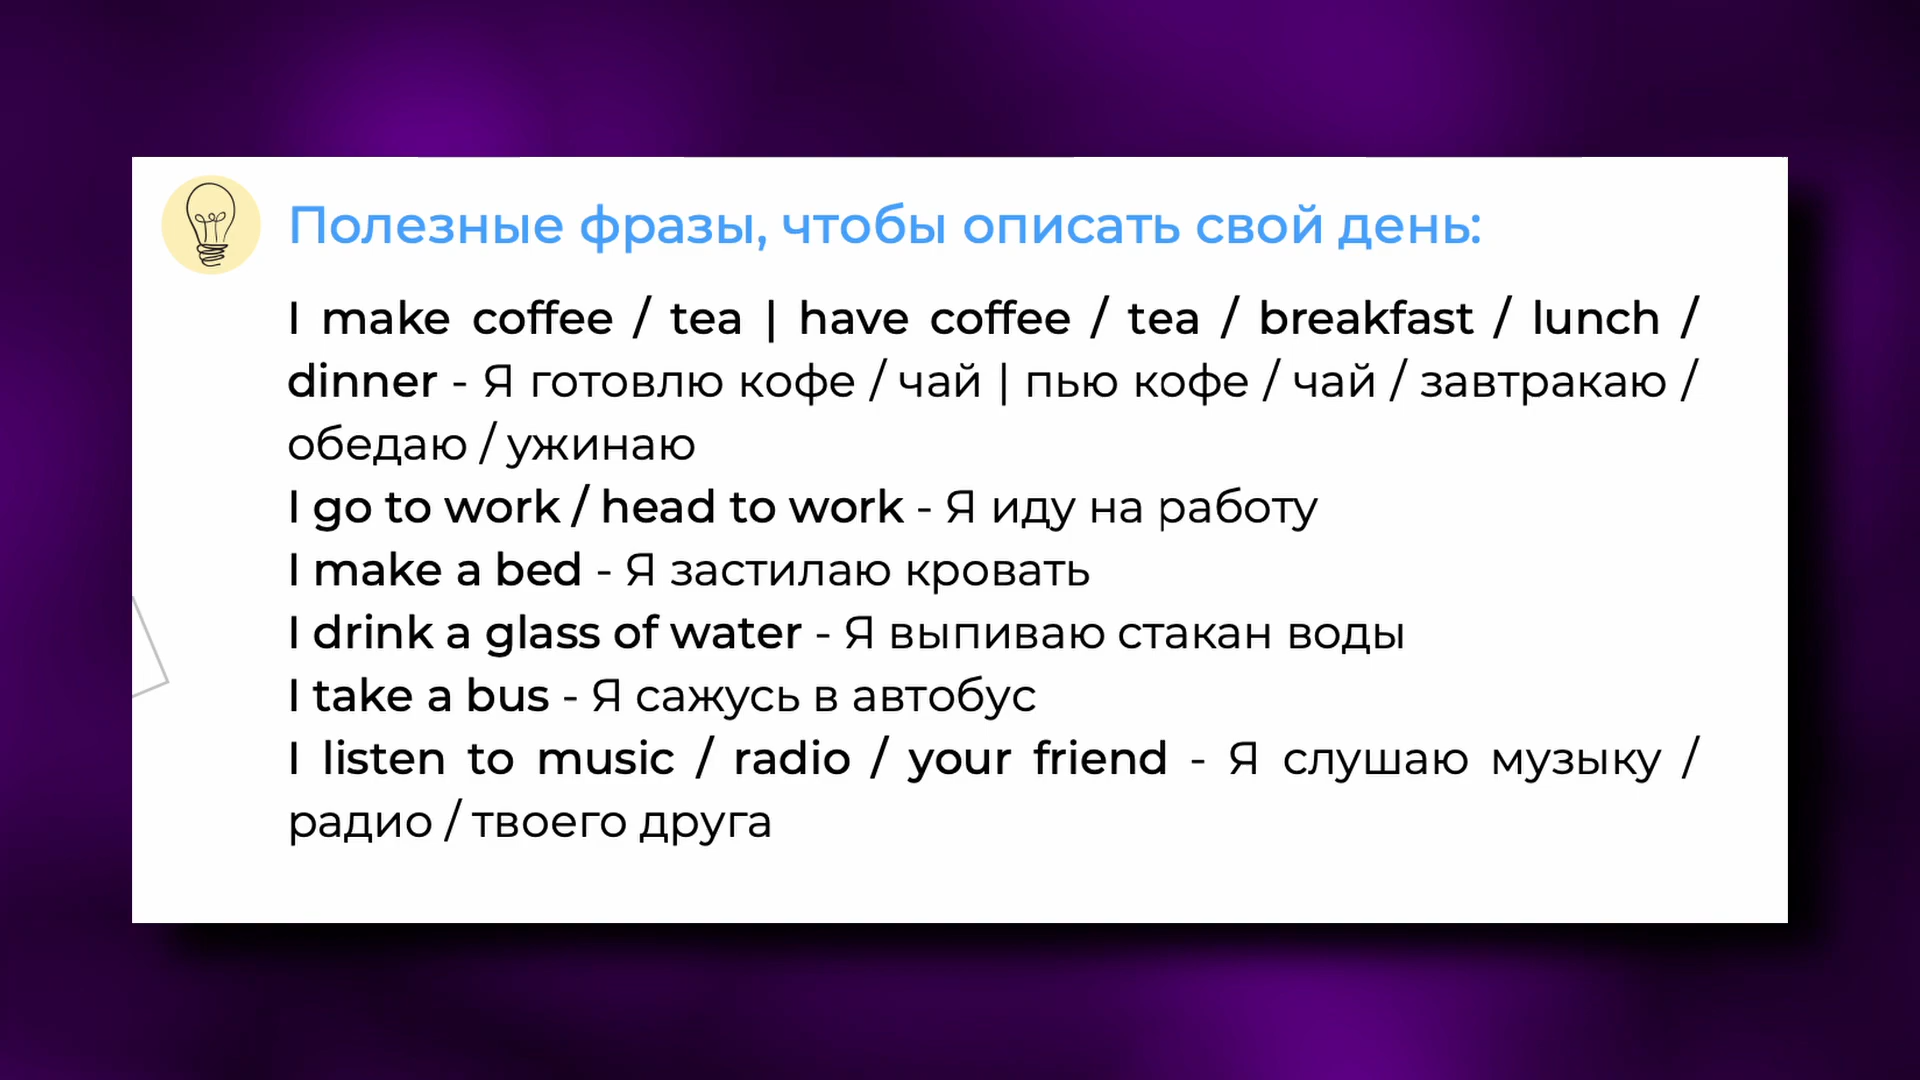 Полезные фразы, чтобы описать свой день:
I make coffee / tea | have coffee / tea / breakfast / lunch /
dinner - Я готовлю кофе / чай | пью кофе / чай / завтракаю /
обедаю / ужинаю
I go to work / head to work - Я иду на работу
I make a bed - Я застилаю кровать
I drink a glass of water - Я выпиваю стакан воды
I take a bus - Я сажусь в автобус
I listen to music / radio / your friend - Я слушаю музыку /
радио / твоего друга